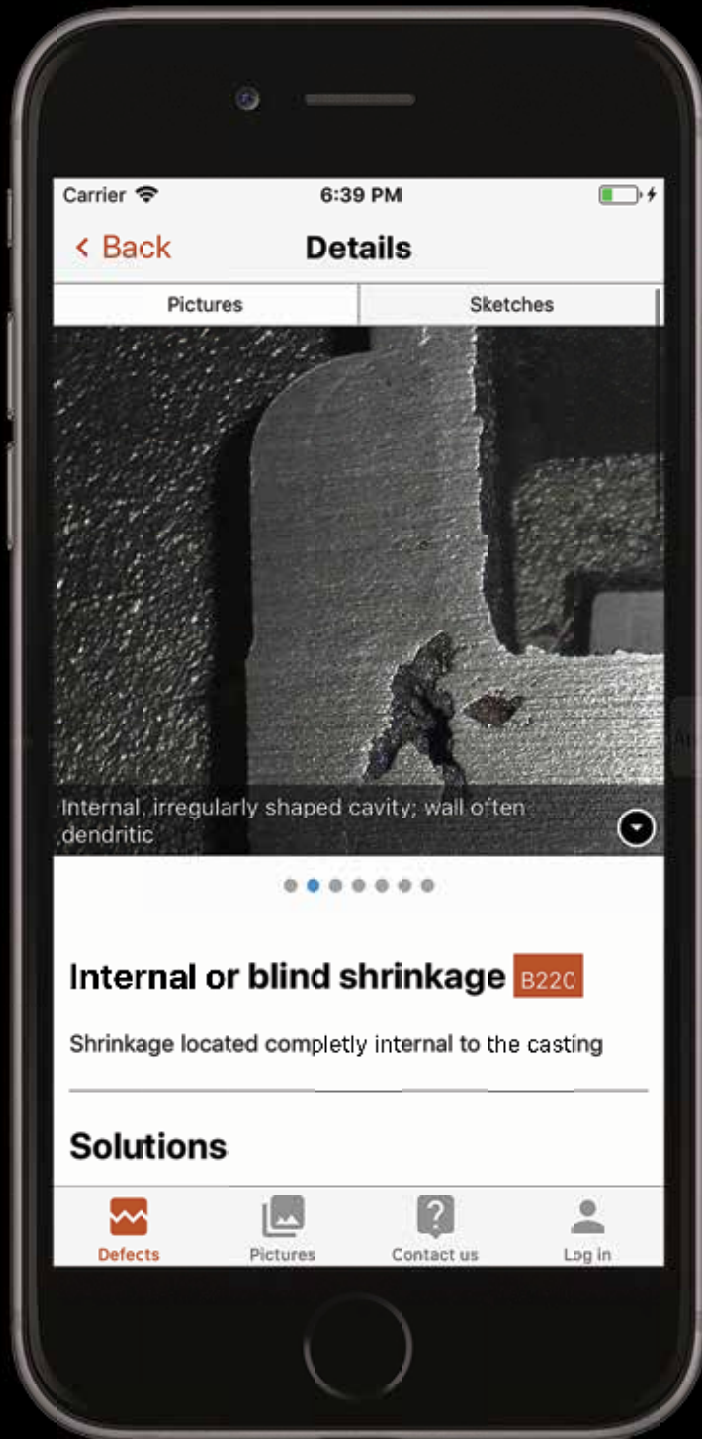 Carrier
6:39 PM
< Back
Details
Pictures
Sketches
Internal, irregularly shaped cavity; wall often
dendritic
Internal or blind shrinkage B220
Shrinkage located completly internal to the casting
Solutions
Defects
Pictures
Contact us
Log in